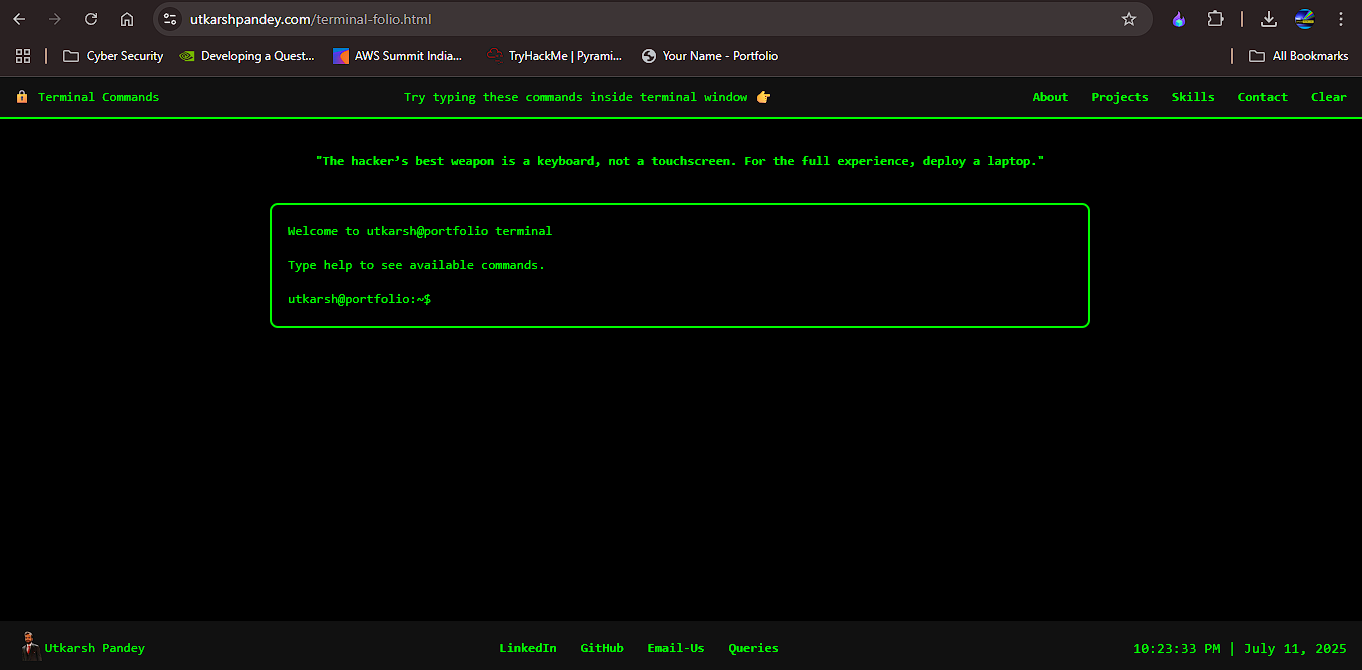 utkarshpandey.com/terminal-folio.html
Cyber Security Developing a Quest... AWS Summit India... TryHackMe | Pyrami... Your Name - Portfolio All Bookmarks
Terminal Commands Try typing these commands inside terminal window 👉 About Projects Skills Contact Clear
"The hacker’s best weapon is a keyboard, not a touchscreen. For the full experience, deploy a laptop."
Welcome to utkarsh@portfolio terminal
Type help to see available commands.
utkarsh@portfolio:~$
Utkarsh Pandey LinkedIn GitHub Email-Us Queries 10:23:33 PM | July 11, 2025